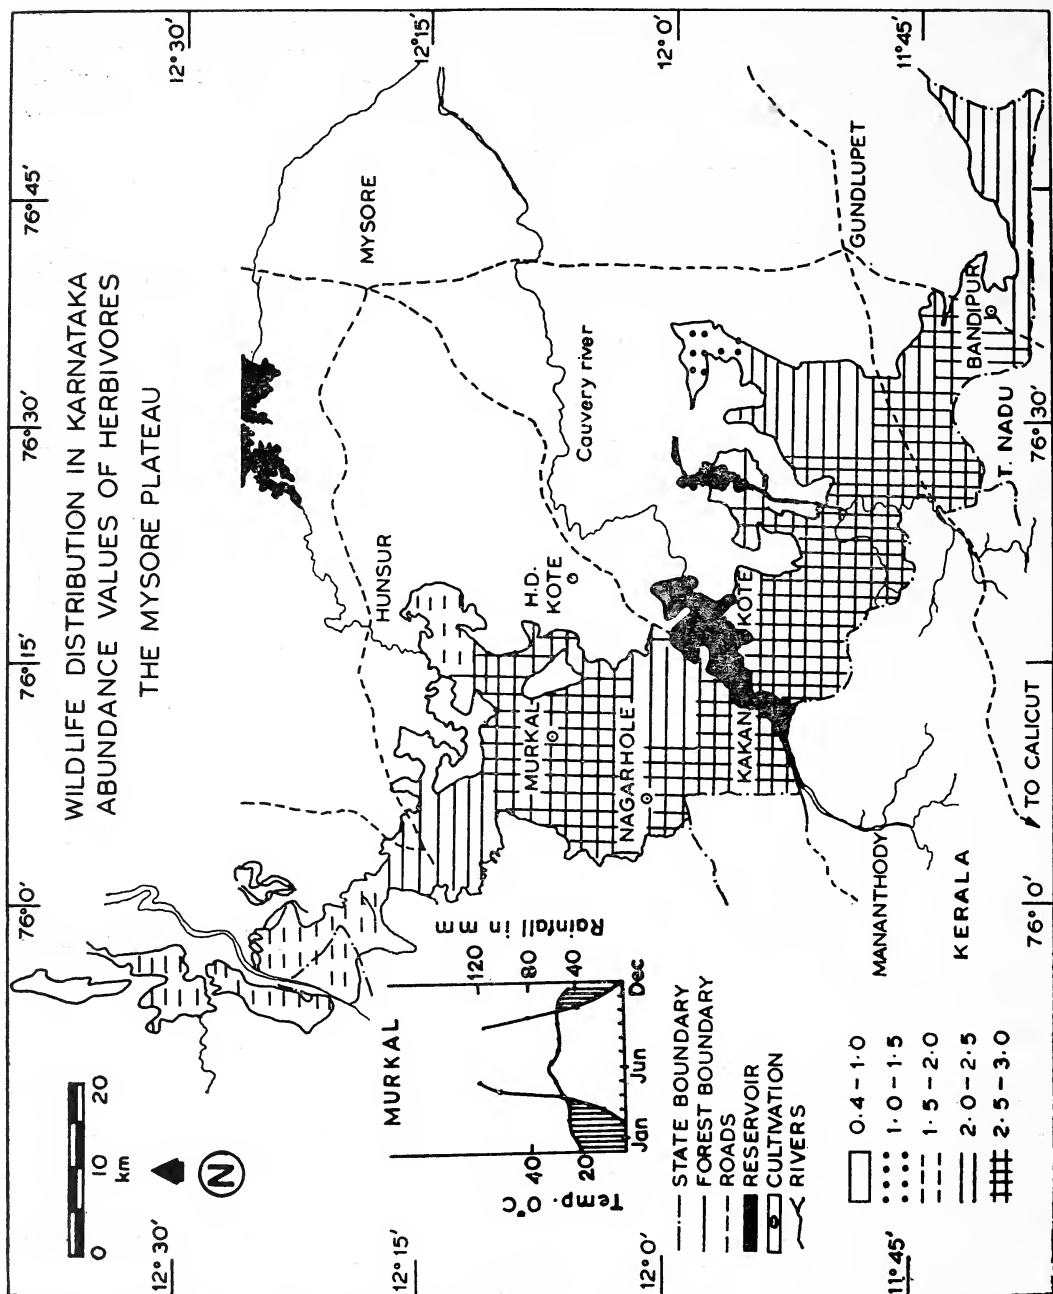 WILDLIFE DISTRIBUTION IN KARNATAKA
ABUNDANCE VALUES OF HERBIVORES
THE MYSORE PLATEAU
76°0′
76°15′
76°30′
76°45′
12°30′
12°15′
12°0′
11°45′
12°30′
12°15′
12°0′
11°45′
76°0′
76°30′
0 10 20
km
N
MYSORE
HUNSUR
H.D.
KOTE
Cauvery river
GUNDLUPET
MURKAL
NAGARHOLE
KAKAN KOTE
BANDIPUR
T. NADU
MANANTHODY
KERALA
TO CALICUT
MURKAL
Temp. 0°C
40
20
Rainfall in mm
120
80
40
Jan Jun Dec
STATE BOUNDARY
FOREST BOUNDARY
ROADS
RESERVOIR
CULTIVATION
RIVERS
0.4-1.0
1.0-1.5
1.5-2.0
2.0-2.5
2.5-3.0